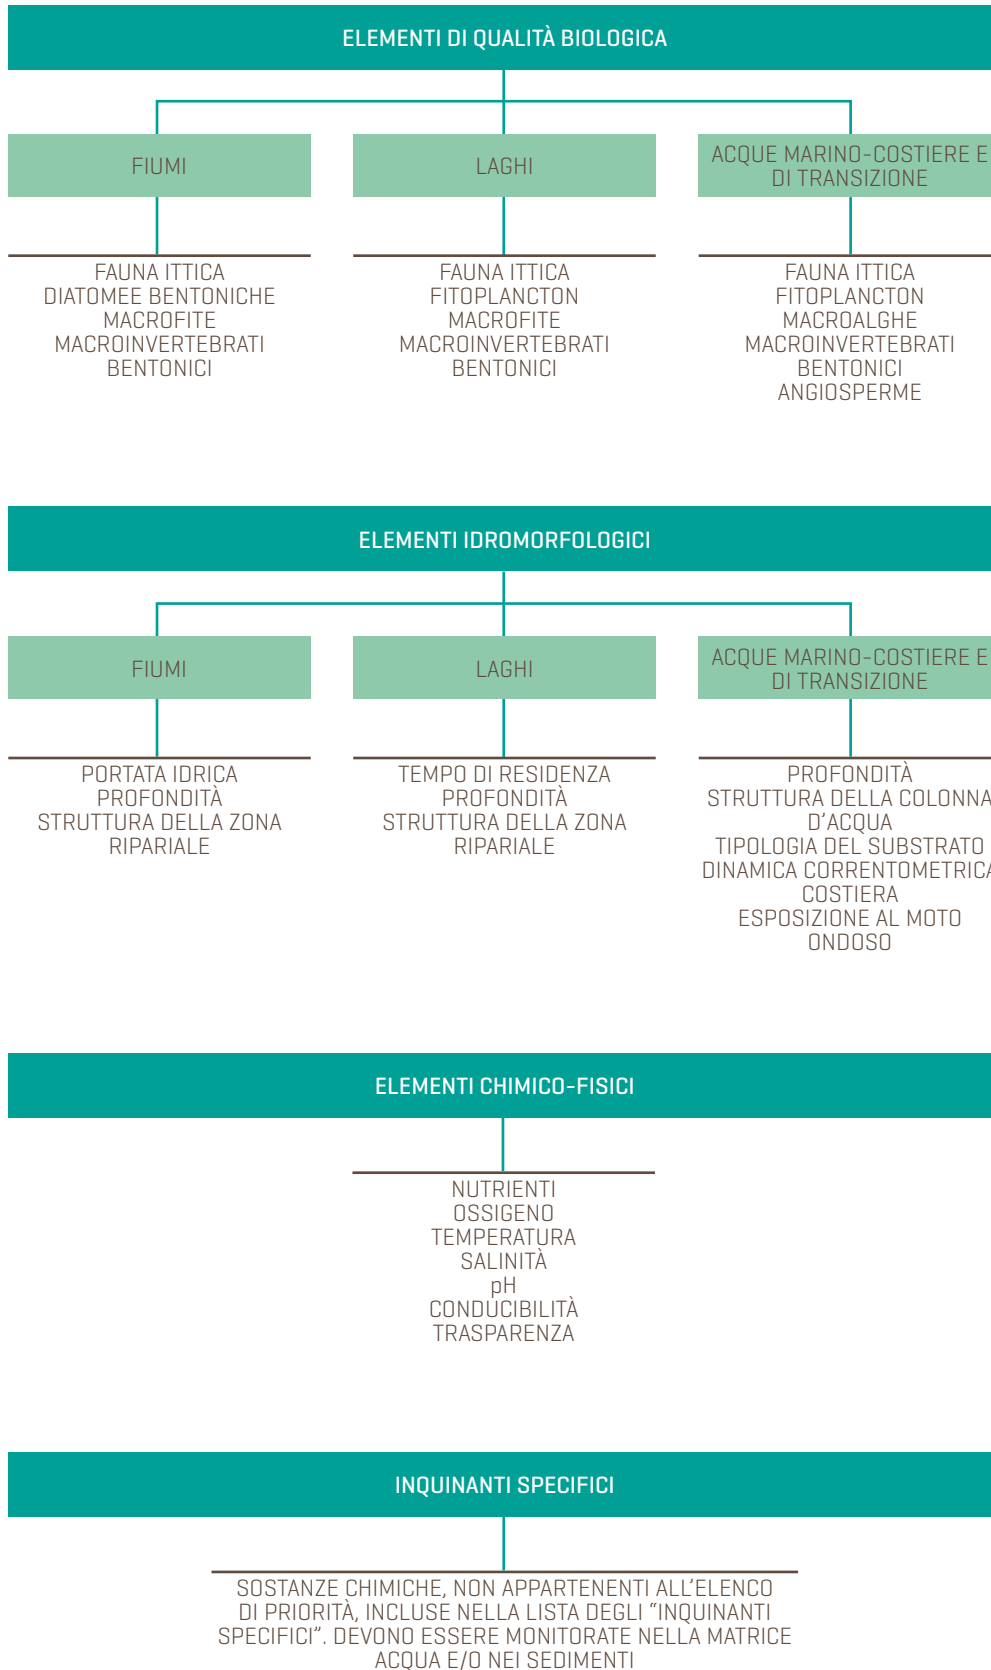 ELEMENTI DI QUALITÀ BIOLOGICA
FIUMI
FAUNA ITTICA
DIATOMEE BENTONICHE
MACROFITE
MACROINVERTEBRATI
BENTONICI
LAGHI
FAUNA ITTICA
FITOPLANCTON
MACROFITE
MACROINVERTEBRATI
BENTONICI
ACQUE MARINO-COSTIERE E
DI TRANSIZIONE
FAUNA ITTICA
FITOPLANCTON
MACROALGHE
MACROINVERTEBRATI
BENTONICI
ANGIOSPERME
ELEMENTI IDROMORFOLOGICI
FIUMI
PORTATA IDRICA
PROFONDITÀ
STRUTTURA DELLA ZONA
RIPARIALE
LAGHI
TEMPO DI RESIDENZA
PROFONDITÀ
STRUTTURA DELLA ZONA
RIPARIALE
ACQUE MARINO-COSTIERE E
DI TRANSIZIONE
PROFONDITÀ
STRUTTURA DELLA COLONNA
D'ACQUA
TIPOLOGIA DEL SUBSTRATO
DINAMICA CORRENTOMETRICA
COSTIERA
ESPOSIZIONE AL MOTO
ONDOSO
ELEMENTI CHIMICO-FISICI
NUTRIENTI
OSSIGENO
TEMPERATURA
SALINITÀ
pH
CONDUCIBILITÀ
TRASPARENZA
INQUINANTI SPECIFICI
SOSTANZE CHIMICHE, NON APPARTENENTI ALL'ELENCO
DI PRIORITÀ, INCLUSE NELLA LISTA DEGLI "INQUINANTI
SPECIFICI". DEVONO ESSERE MONITORATE NELLA MATRICE
ACQUA E/O NEI SEDIMENTI